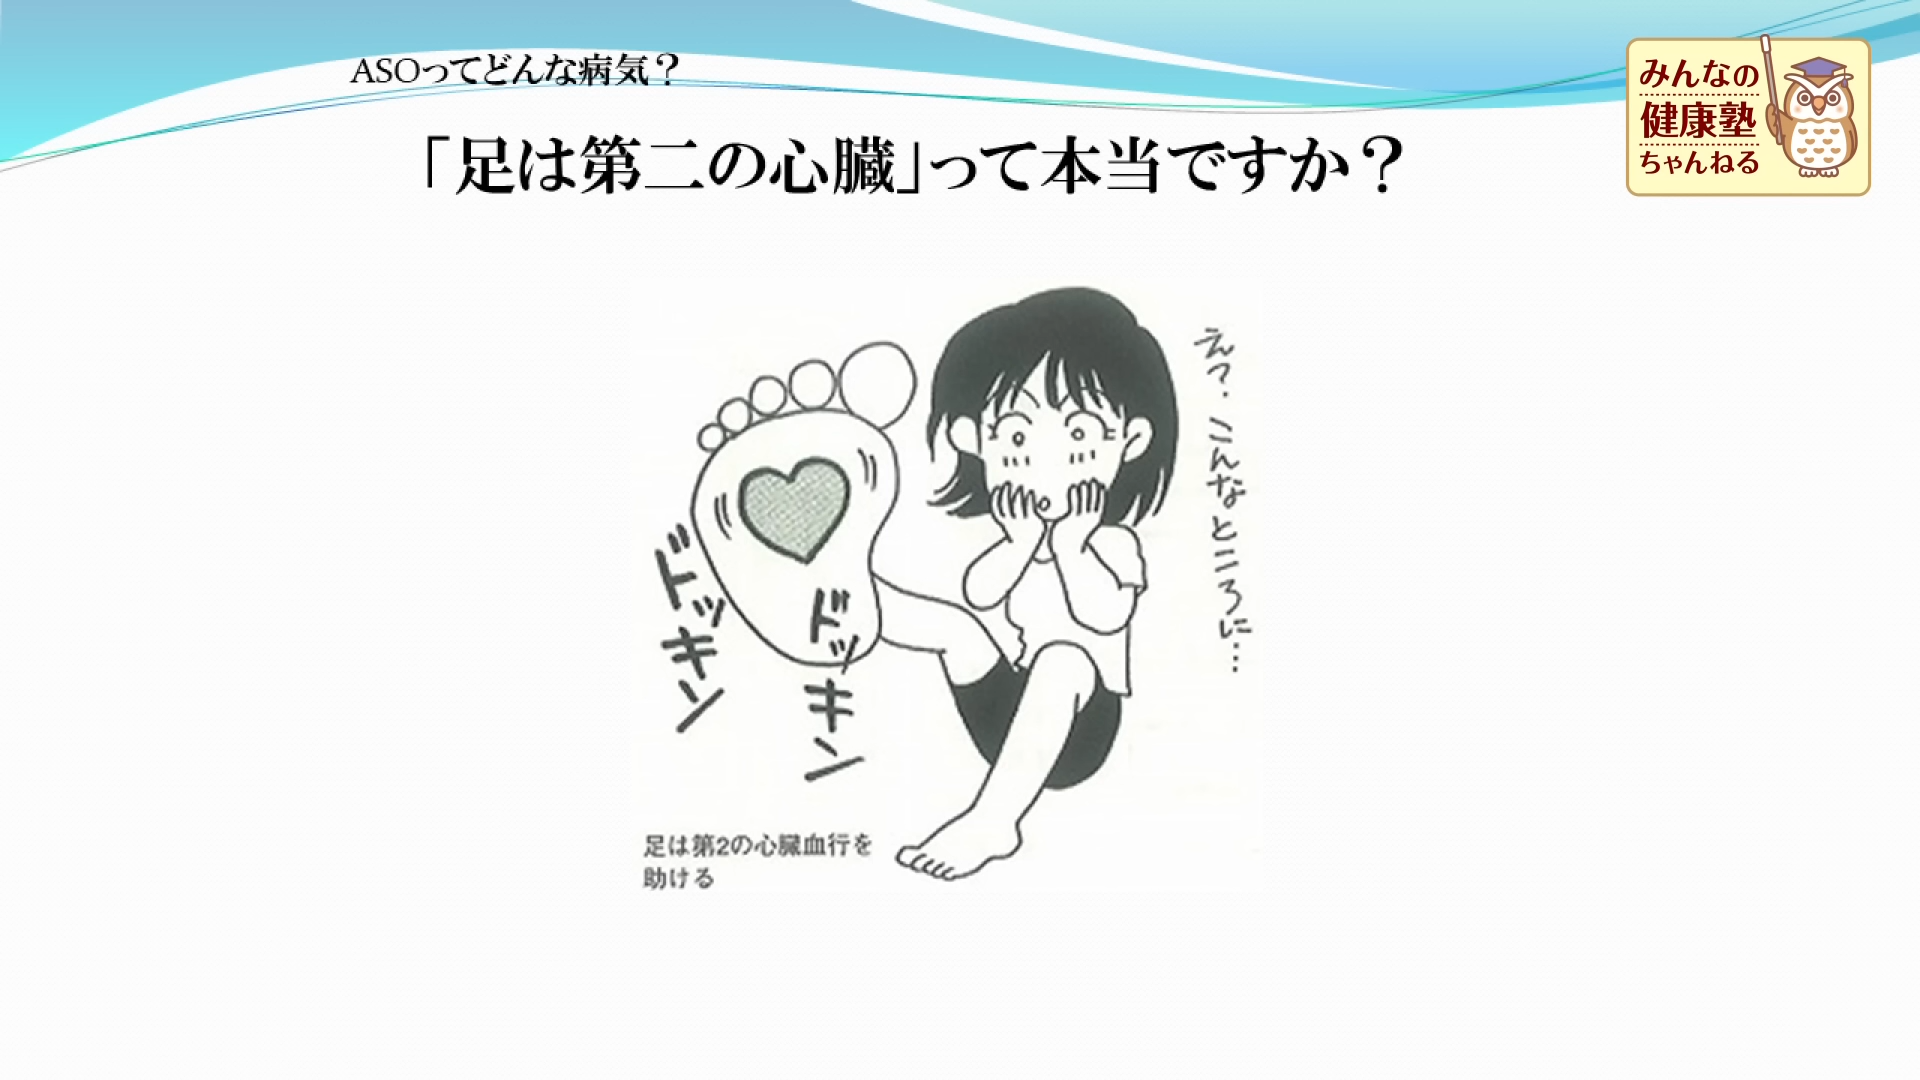 ASOってどんな病気？
「足は第二の心臓」って本当ですか？
みんなの
健康塾
ちゃんねる
え？こんなところに…
ドッキン
ドッキン
足は第2の心臓血行を
助ける